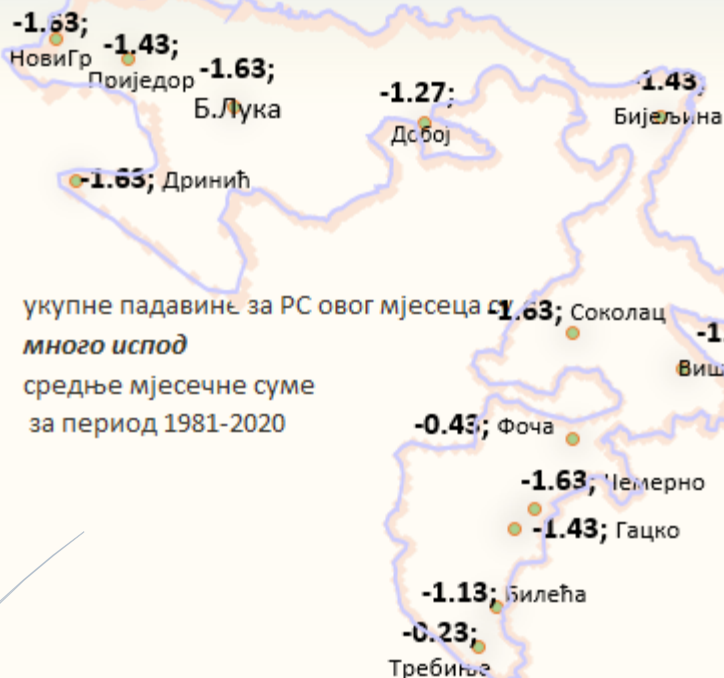 -1.63;
НовиГр
-1.43;
Приједор
-1.63;
Б.Лука
-1.27;
Добој
-1.43;
Бијељина
-1.63; Дринић
укупне падавине за РС овог мјесеца су
-1.63; Соколац
много испод
средње мјесечне суме
за период 1981-2020
-1.
Виш
-0.43; Фоча
-1.63; Чемерно
-1.43; Гацко
-1.13; Билећа
-0.23;
Требиње